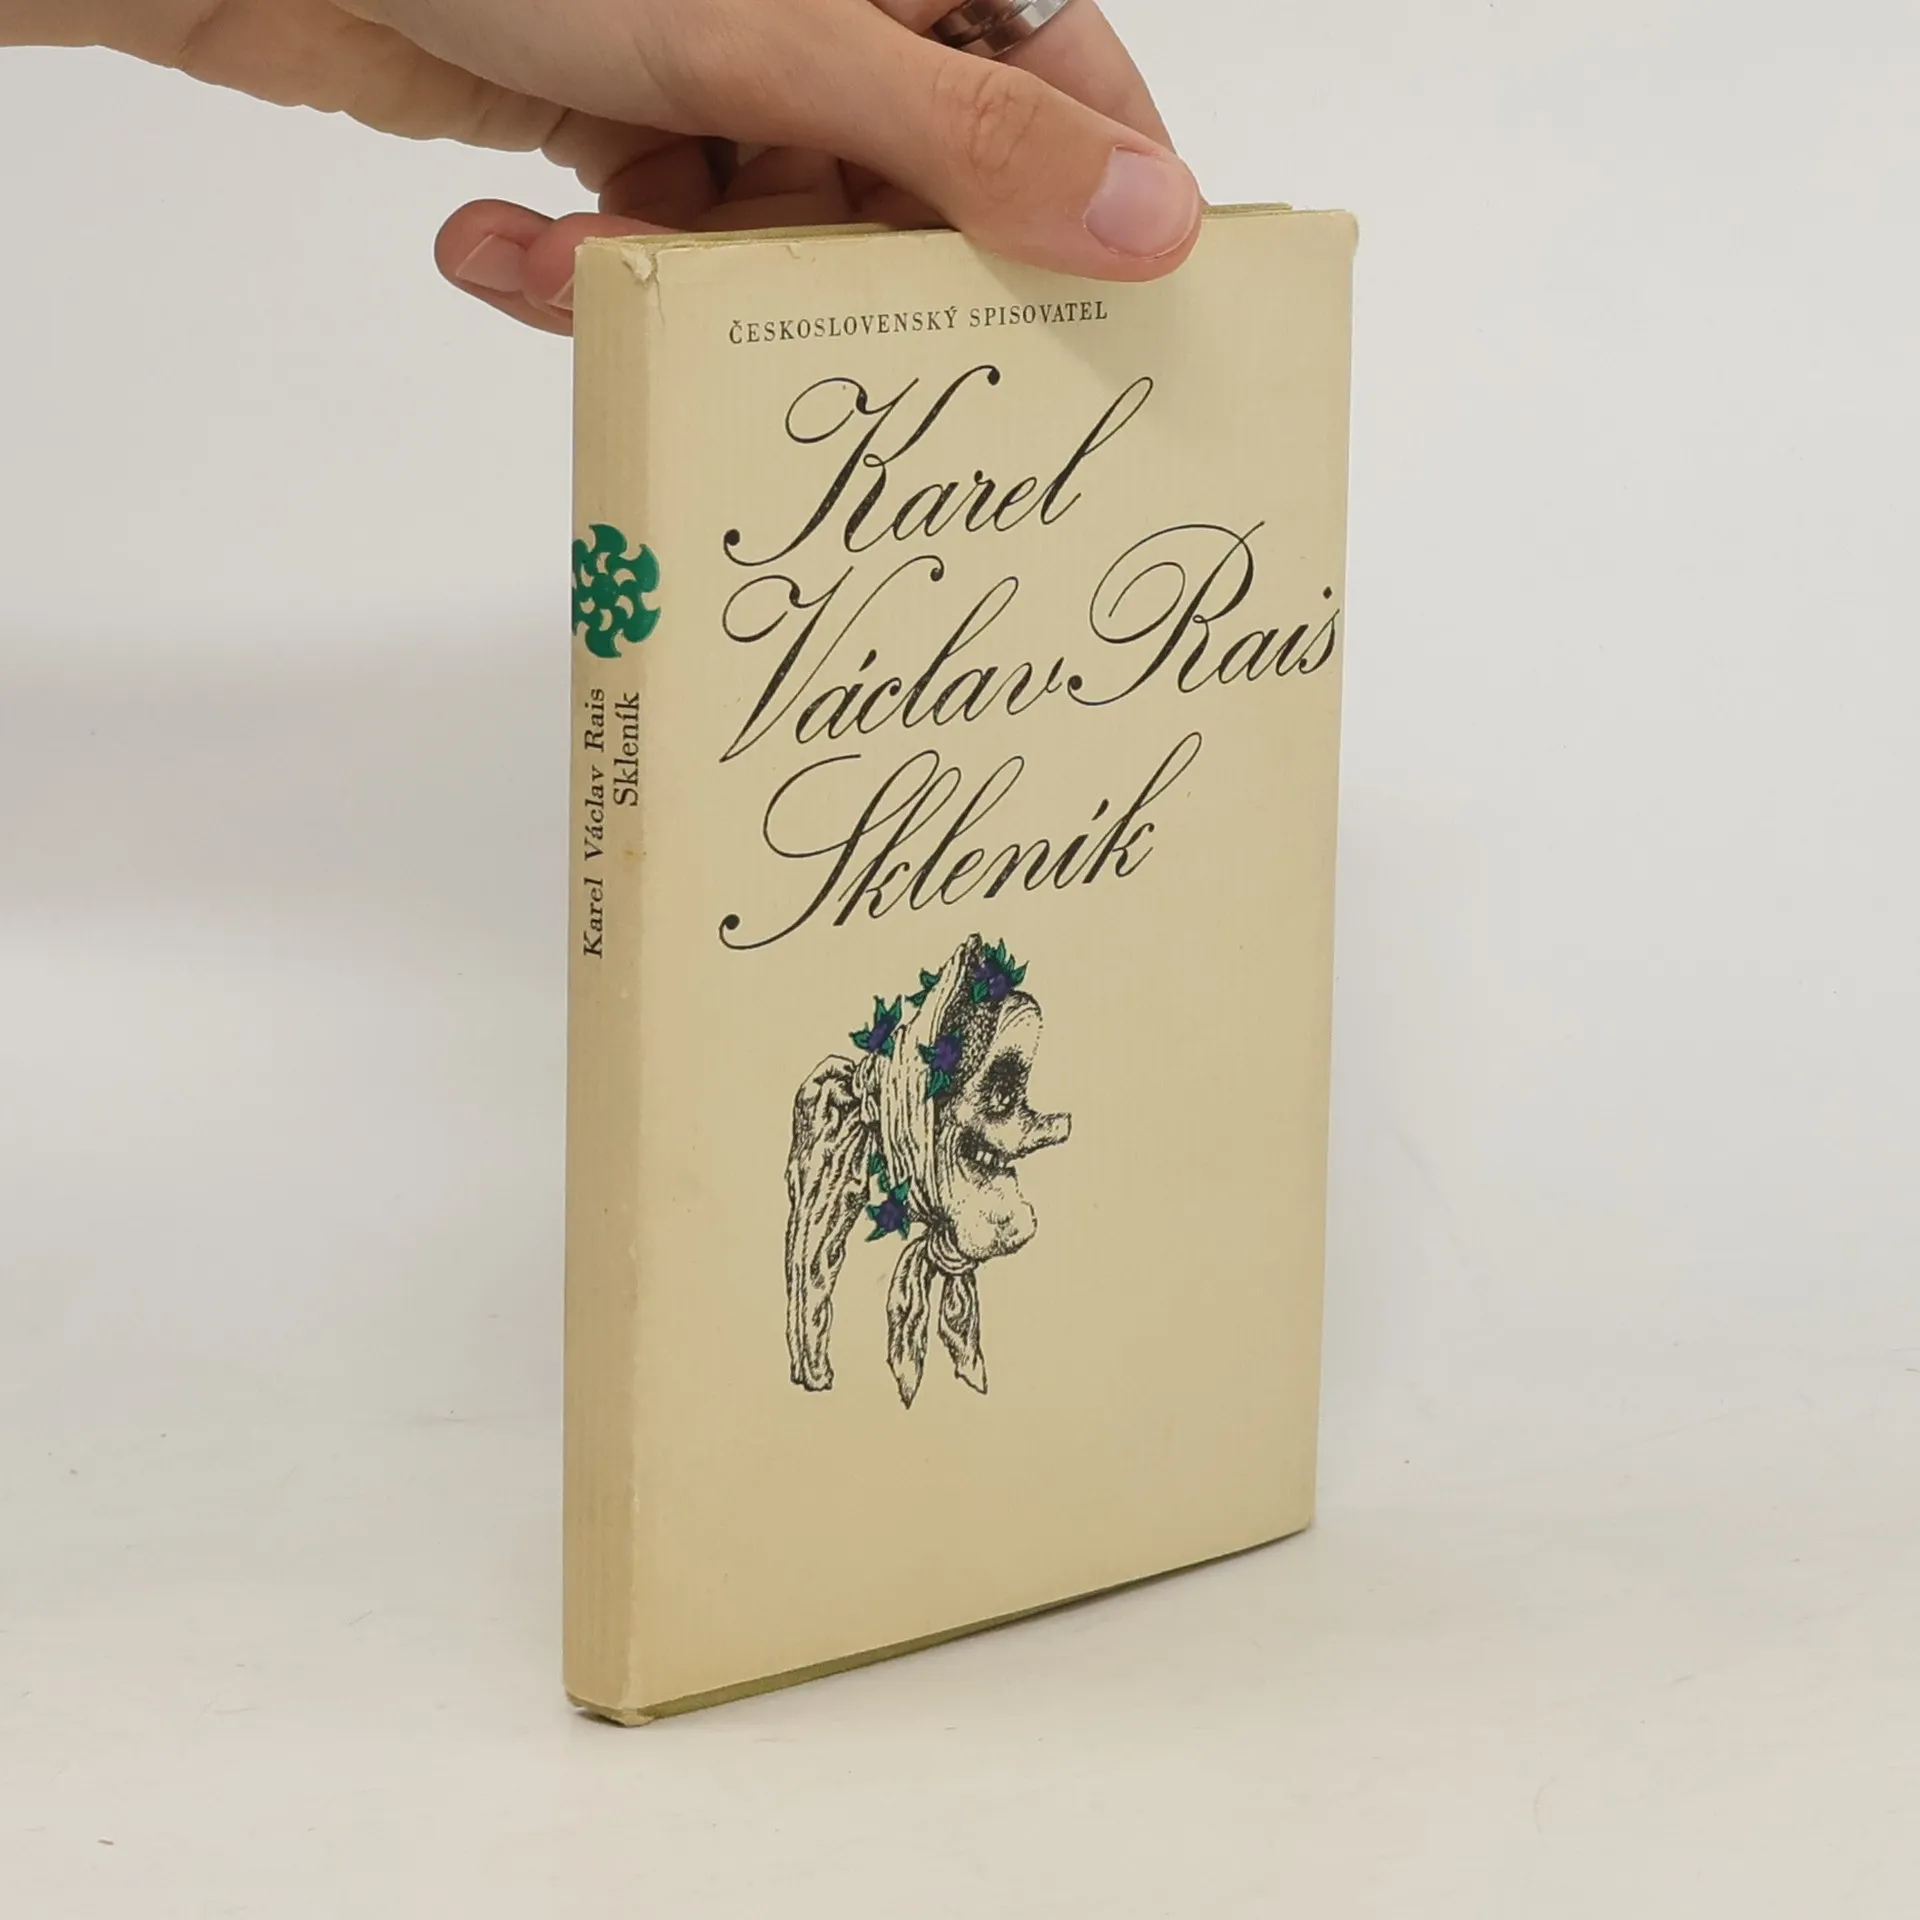 ČESKOSLOVENSKÝ SPISOVATEL
Karel
Václav Rais
Skleník
Karel Václav Rais
Skleník